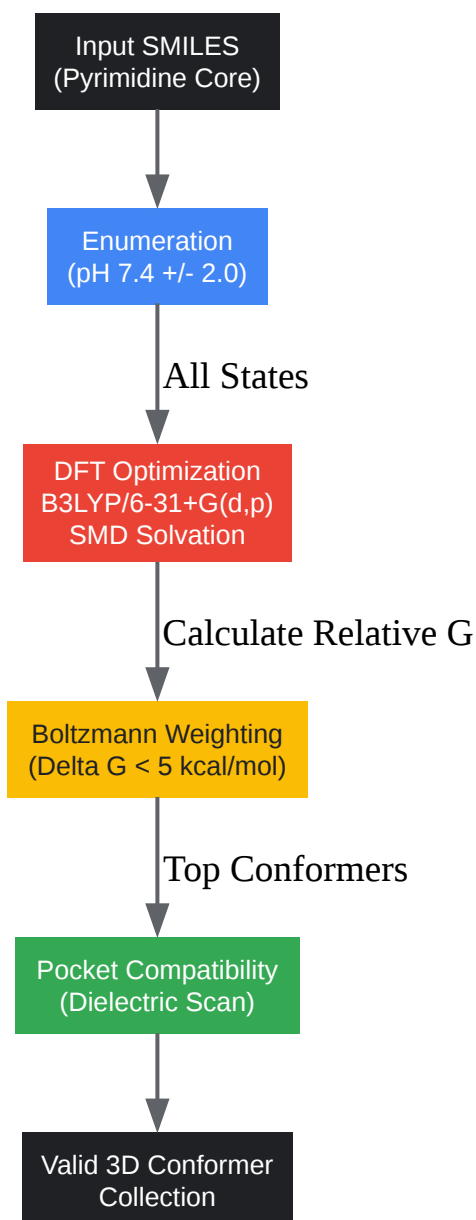 Input SMILES
(Pyrimidine Core)
Enumeration
(pH 7.4 +/- 2.0)
All States
DFT Optimization
B3LYP/6-31+G(d,p)
SMD Solvation
Calculate Relative G
Boltzmann Weighting
(Delta G < 5 kcal/mol)
Top Conformers
Pocket Compatibility
(Dielectric Scan)
Valid 3D Conformer
Collection